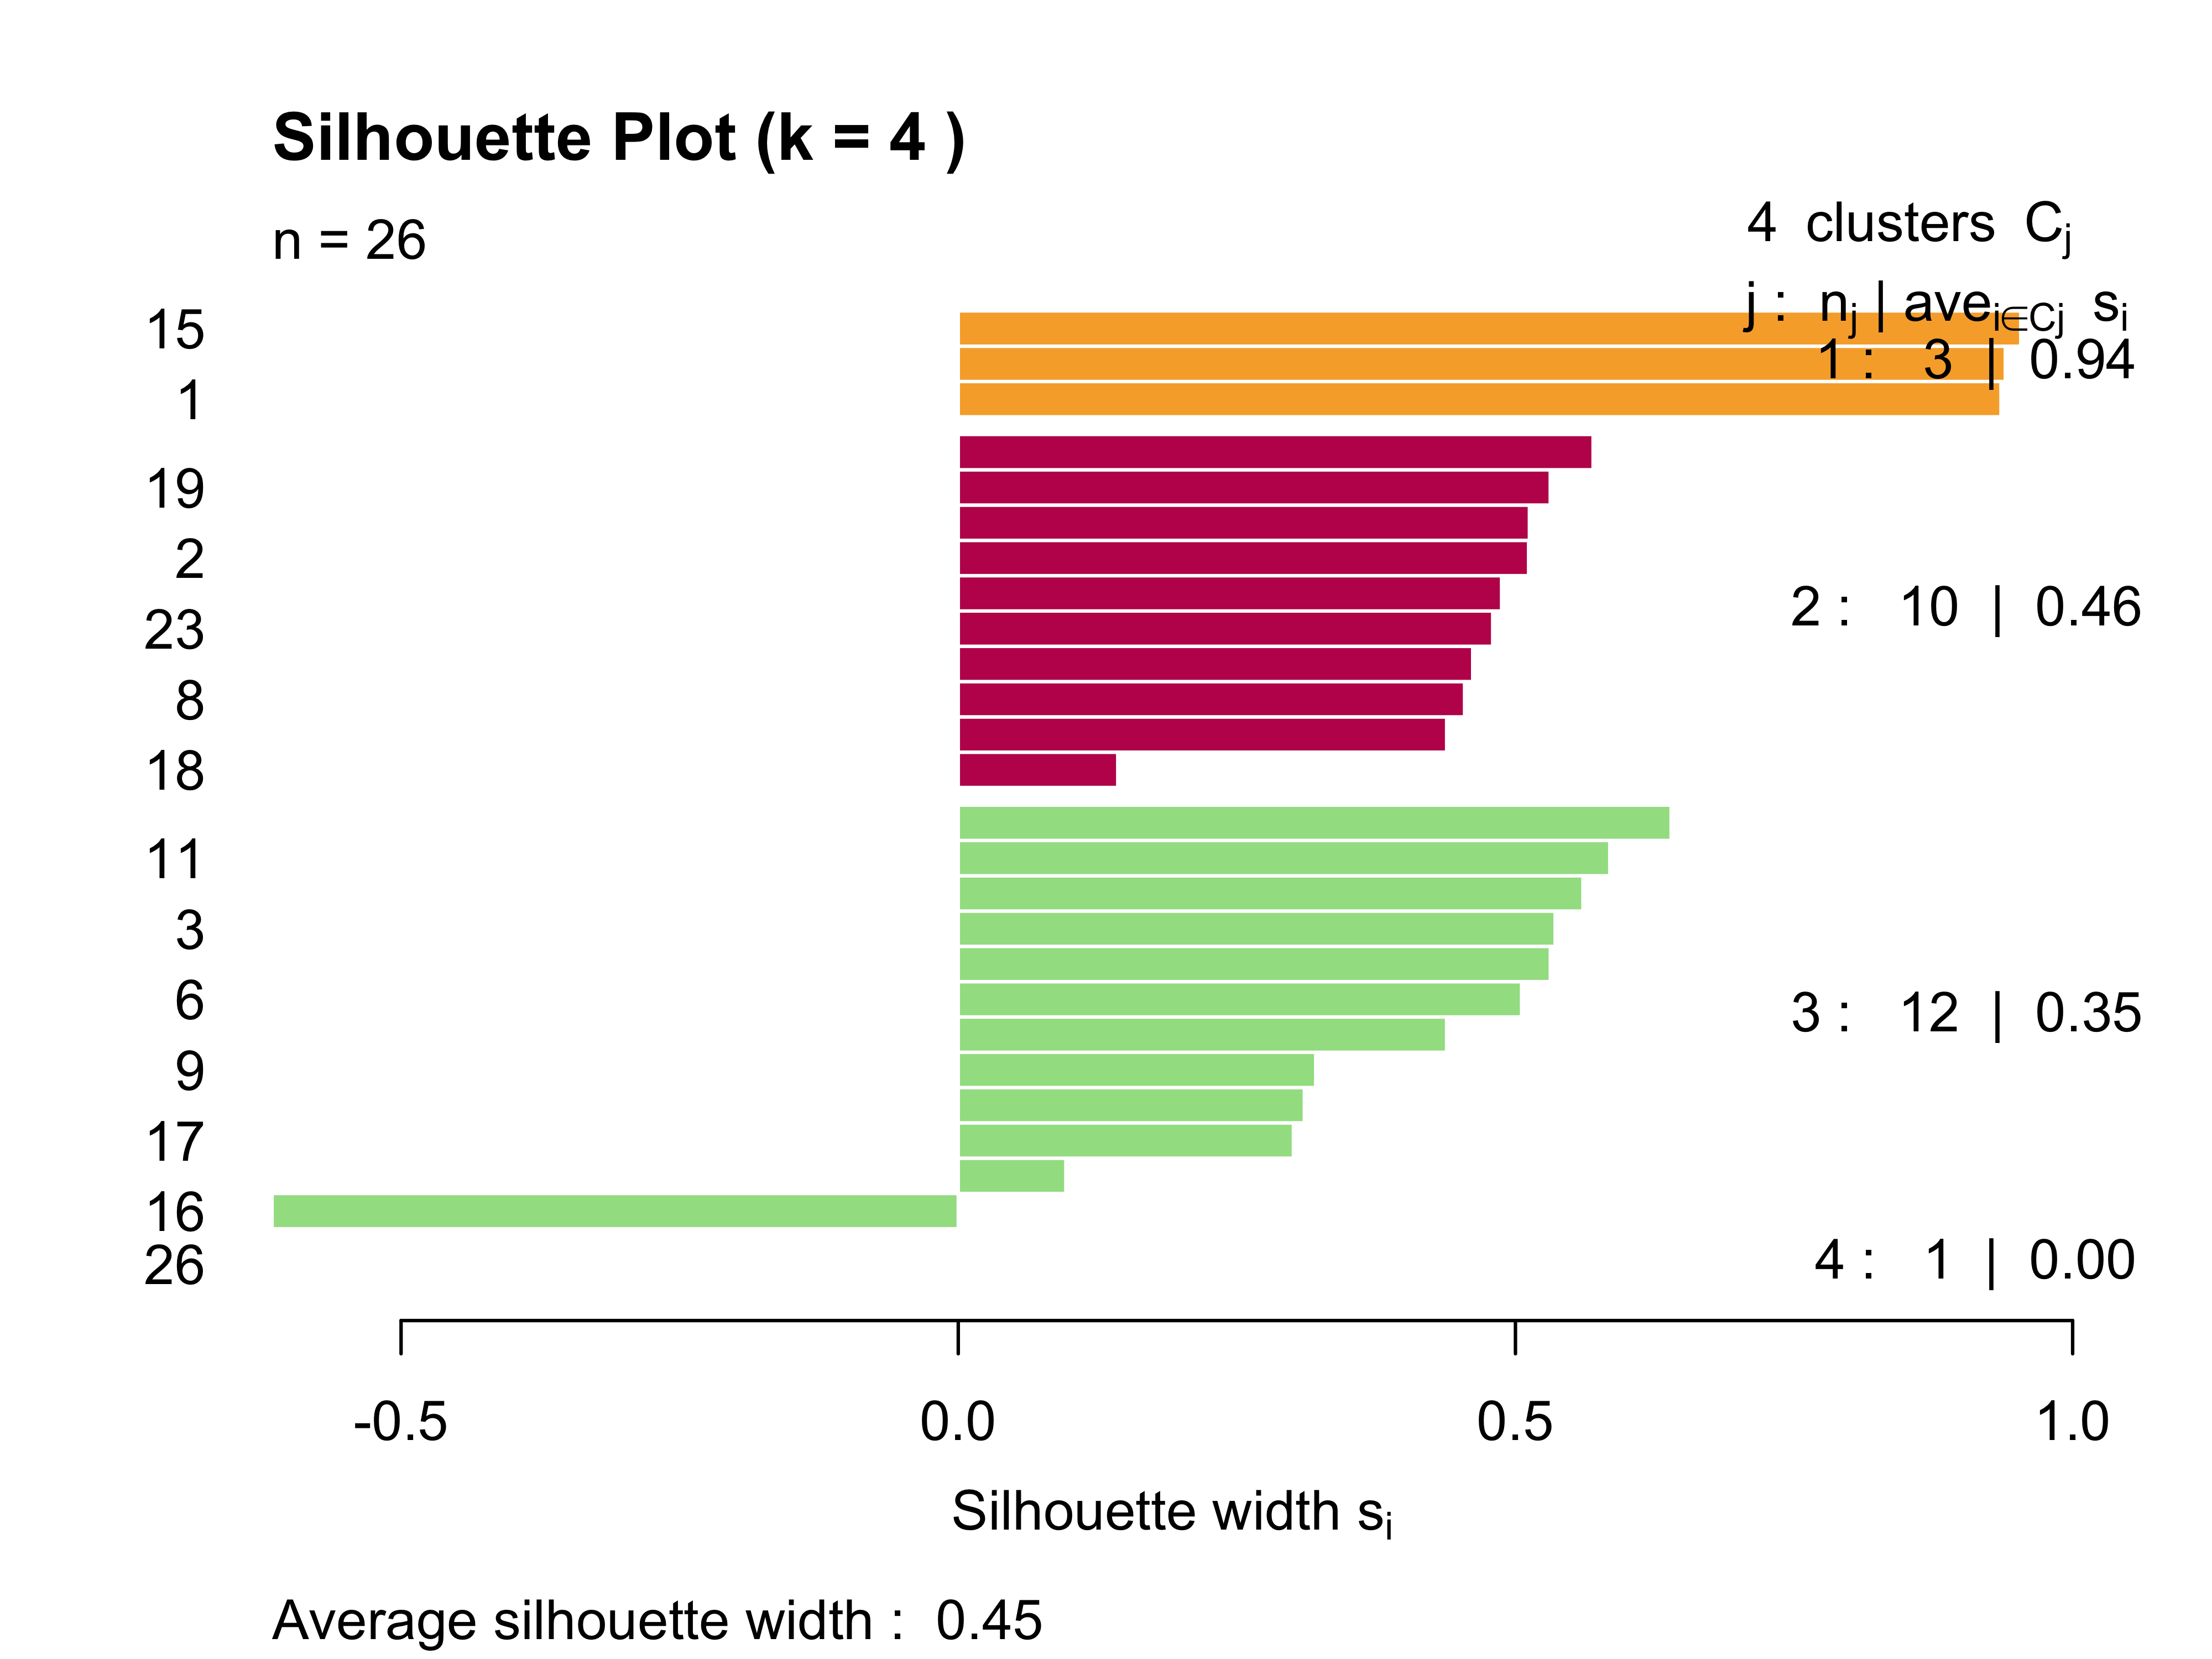 Silhouette Plot (k = 4 )
n = 26
4 clusters Cj
j : nj | avei∈Cj si
15
1 : 3 | 0.94
1
19
2
2 : 10 | 0.46
23
8
18
11
3
6
3 : 12 | 0.35
9
17
16
26
4 : 1 | 0.00
-0.5 0.0 0.5 1.0
Silhouette width si
Average silhouette width : 0.45